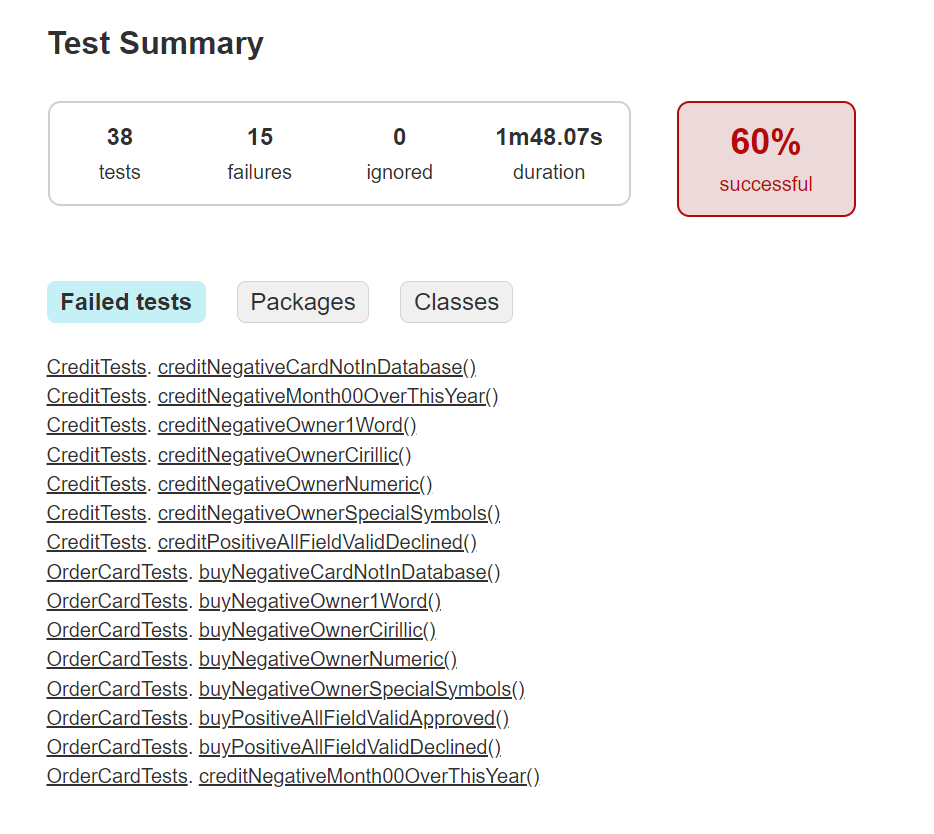 Test Summary
38 15 0 1m48.07s
tests failures ignored duration
60%
successful
Failed tests Packages Classes
CreditTests. creditNegativeCardNotInDatabase()
CreditTests. creditNegativeMonth00OverThisYear()
CreditTests. creditNegativeOwner1Word()
CreditTests. creditNegativeOwnerCirillic()
CreditTests. creditNegativeOwnerNumeric()
CreditTests. creditNegativeOwnerSpecialSymbols()
CreditTests. creditPositiveAllFieldValidDeclined()
OrderCardTests. buyNegativeCardNotInDatabase()
OrderCardTests. buyNegativeOwner1Word()
OrderCardTests. buyNegativeOwnerCirillic()
OrderCardTests. buyNegativeOwnerNumeric()
OrderCardTests. buyNegativeOwnerSpecialSymbols()
OrderCardTests. buyPositiveAllFieldValidApproved()
OrderCardTests. buyPositiveAllFieldValidDeclined()
OrderCardTests. creditNegativeMonth00OverThisYear()